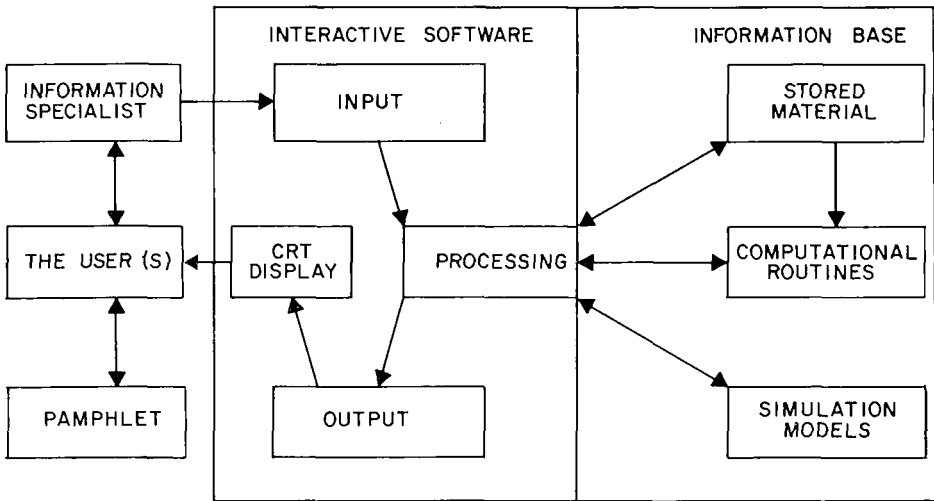 INTERACTIVE SOFTWARE
INFORMATION BASE
INFORMATION
SPECIALIST
INPUT
STORED
MATERIAL
THE USER (S)
CRT
DISPLAY
PROCESSING
COMPUTATIONAL
ROUTINES
PAMPHLET
OUTPUT
SIMULATION
MODELS